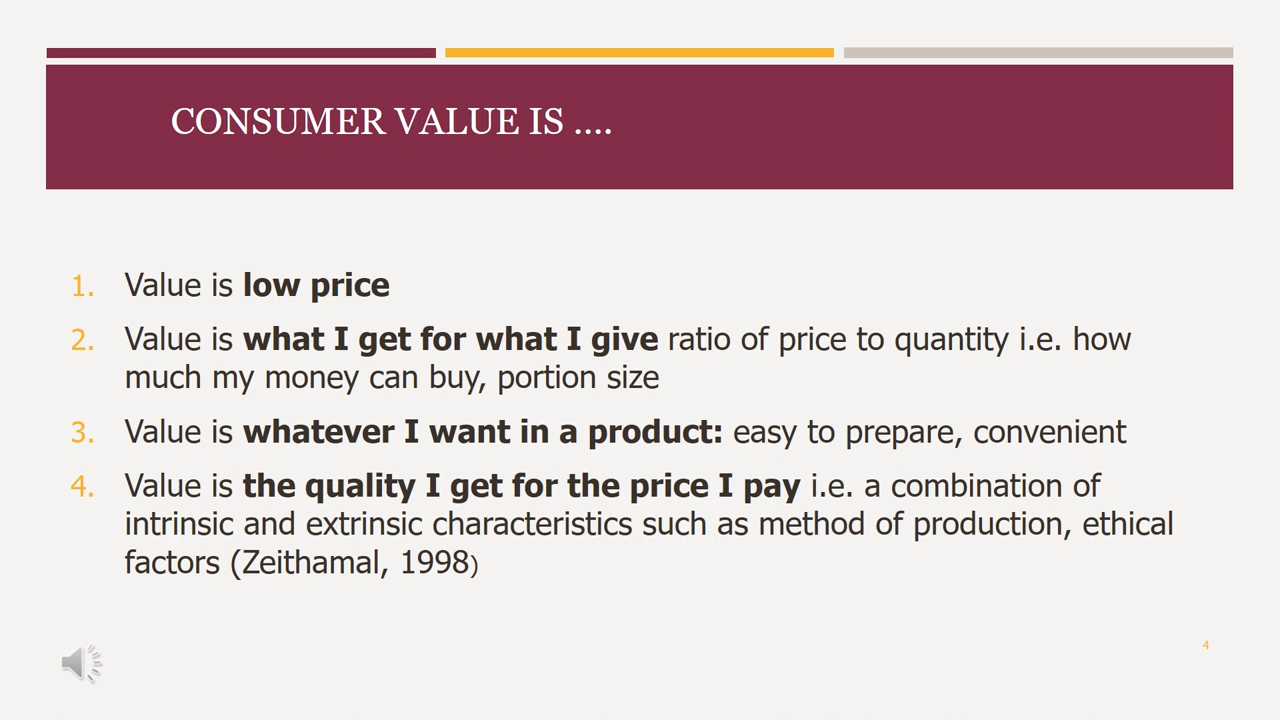 CONSUMER VALUE IS ....
1. Value is low price
2. Value is what I get for what I give ratio of price to quantity i.e. how
much my money can buy, portion size
3. Value is whatever I want in a product: easy to prepare, convenient
4. Value is the quality I get for the price I pay i.e. a combination of
intrinsic and extrinsic characteristics such as method of production, ethical
factors (Zeithamal, 1998)
4